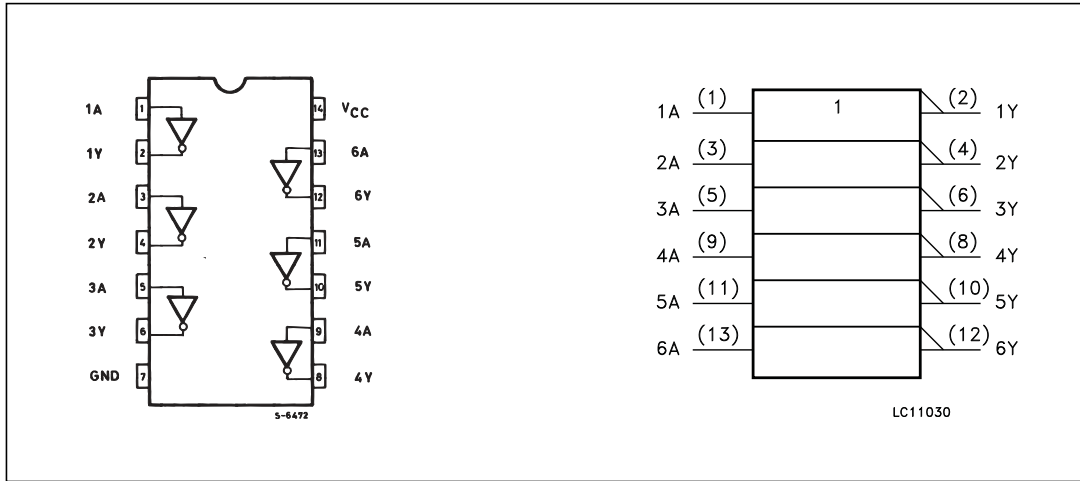 1A 1 14 VCC
1Y 2 13 6A
2A 3 12 6Y
2Y 4 11 5A
3A 5 10 5Y
3Y 6 9 4A
GND 7 8 4Y
S-6472
1
1A (1) (2) 1Y
2A (3) (4) 2Y
3A (5) (6) 3Y
4A (9) (8) 4Y
5A (11) (10) 5Y
6A (13) (12) 6Y
LC11030